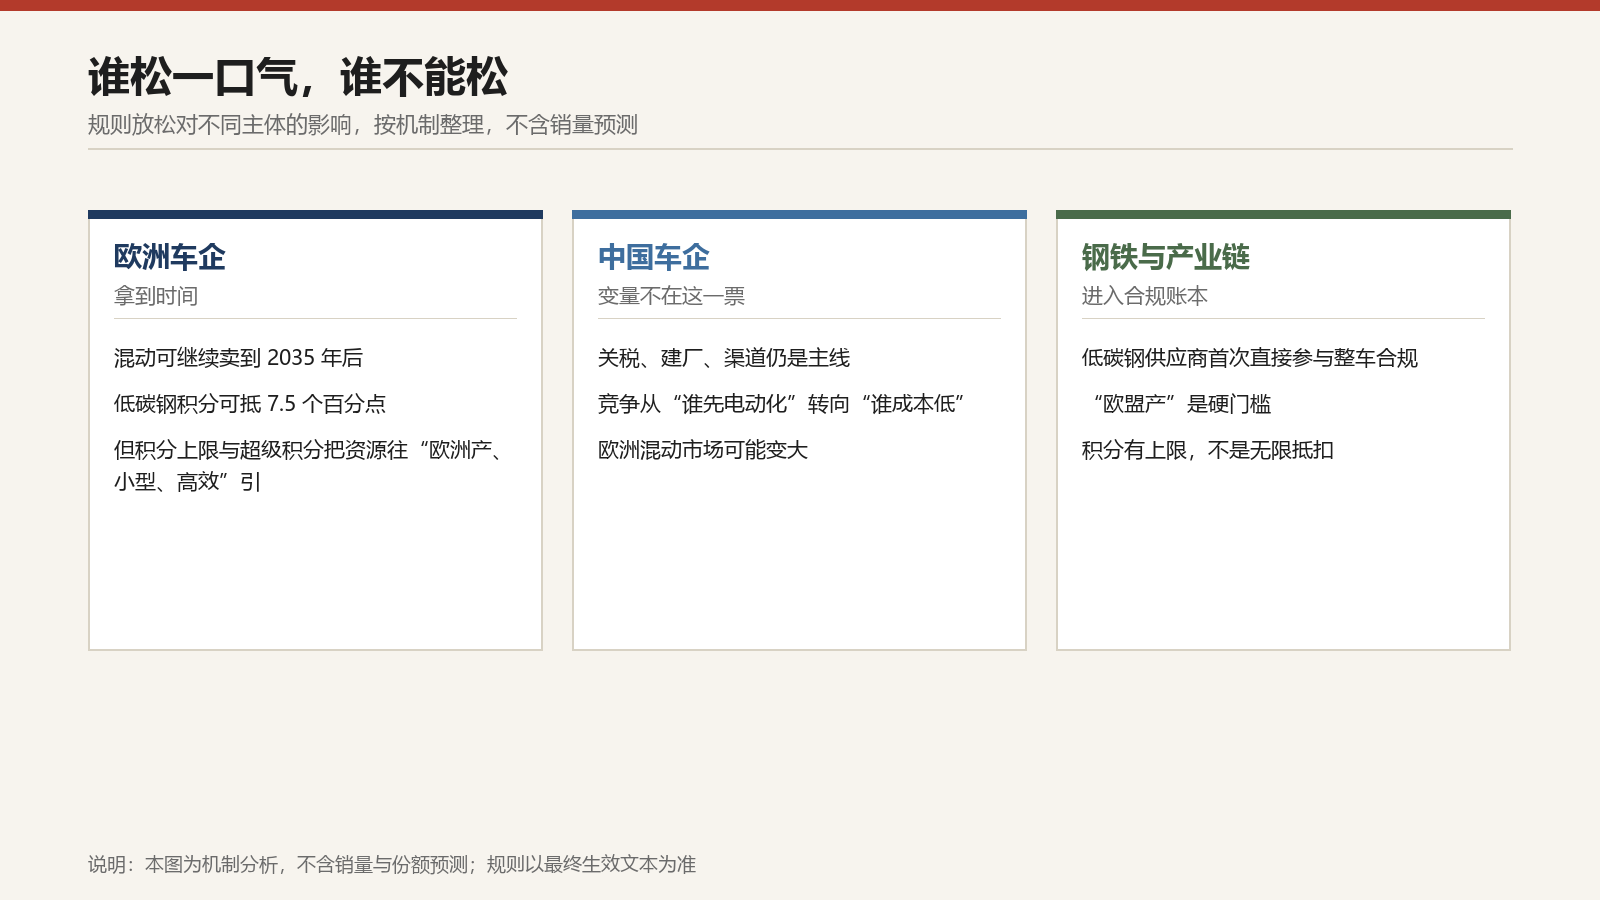 谁松一口气，谁不能松
规则放松对不同主体的影响，按机制整理，不含销量预测
欧洲车企
拿到时间
混动可继续卖到 2035 年后
低碳钢积分可抵 7.5 个百分点
但积分上限与超级积分把资源往“欧洲产、
小型、高效”引
中国车企
变量不在这一票
关税、建厂、渠道仍是主线
竞争从“谁先电动化”转向“谁成本低”
欧洲混动市场可能变大
钢铁与产业链
进入合规账本
低碳钢供应商首次直接参与整车合规
“欧盟产”是硬门槛
积分有上限，不是无限抵扣
说明：本图为机制分析，不含销量与份额预测；规则以最终生效文本为准